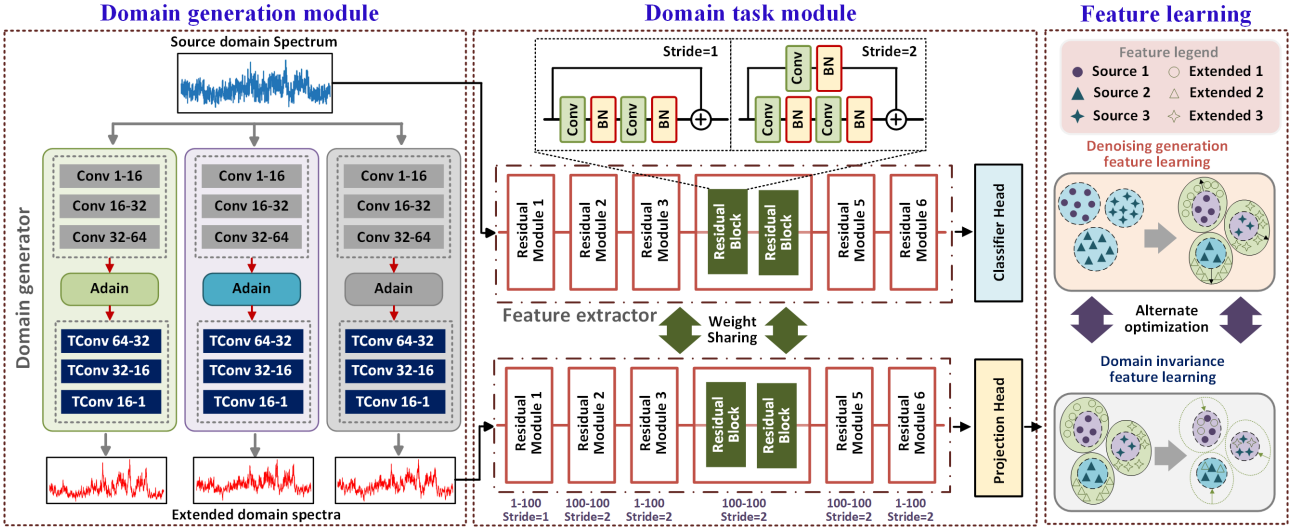 Domain generation module
Domain task module
Feature learning
Source domain Spectrum
Domain generator
Conv 1-16
Conv 16-32
Conv 32-64
Adain
TConv 64-32
TConv 32-16
TConv 16-1
Conv 1-16
Conv 16-32
Conv 32-64
Adain
TConv 64-32
TConv 32-16
TConv 16-1
Conv 1-16
Conv 16-32
Conv 32-64
Adain
TConv 64-32
TConv 32-16
TConv 16-1
Extended domain spectra
Stride=1
Conv
BN
Conv
BN
Stride=2
Conv
BN
Conv
BN
Conv
BN
Residual
Module 1
Residual
Module 2
Residual
Module 3
Residual
Block
Residual
Block
Residual
Module 5
Residual
Module 6
Classifier Head
Feature extractor
Weight
Sharing
Residual
Module 1
Residual
Module 2
Residual
Module 3
Residual
Block
Residual
Block
Residual
Module 5
Residual
Module 6
Projection Head
1-100
Stride=1
100-100
Stride=2
1-100
Stride=2
100-100
Stride=2
100-100
Stride=2
1-100
Stride=2
Feature legend
Source 1
Extended 1
Source 2
Extended 2
Source 3
Extended 3
Denoising generation
feature learning
Alternate
optimization
Domain invariance
feature learning